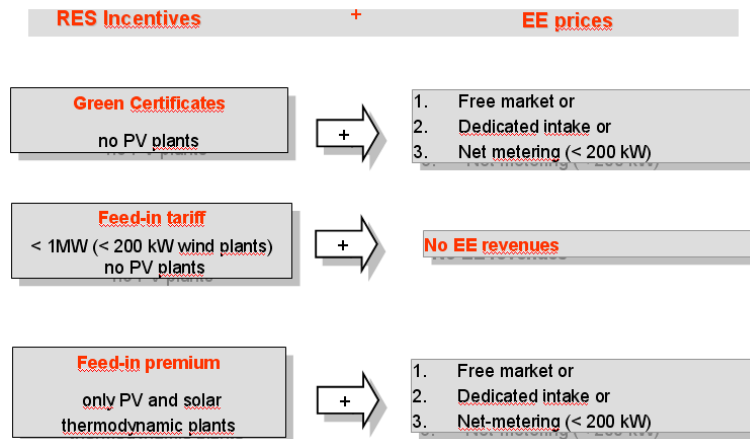 RES Incentives + EE prices
Green Certificates
no PV plants
+
1. Free market or
2. Dedicated intake or
3. Net metering (< 200 kW)
Feed-in tariff
< 1MW (< 200 kW wind plants)
no PV plants
+
No EE revenues
Feed-in premium
only PV and solar
thermodynamic plants
+
1. Free market or
2. Dedicated intake or
3. Net-metering (< 200 kW)